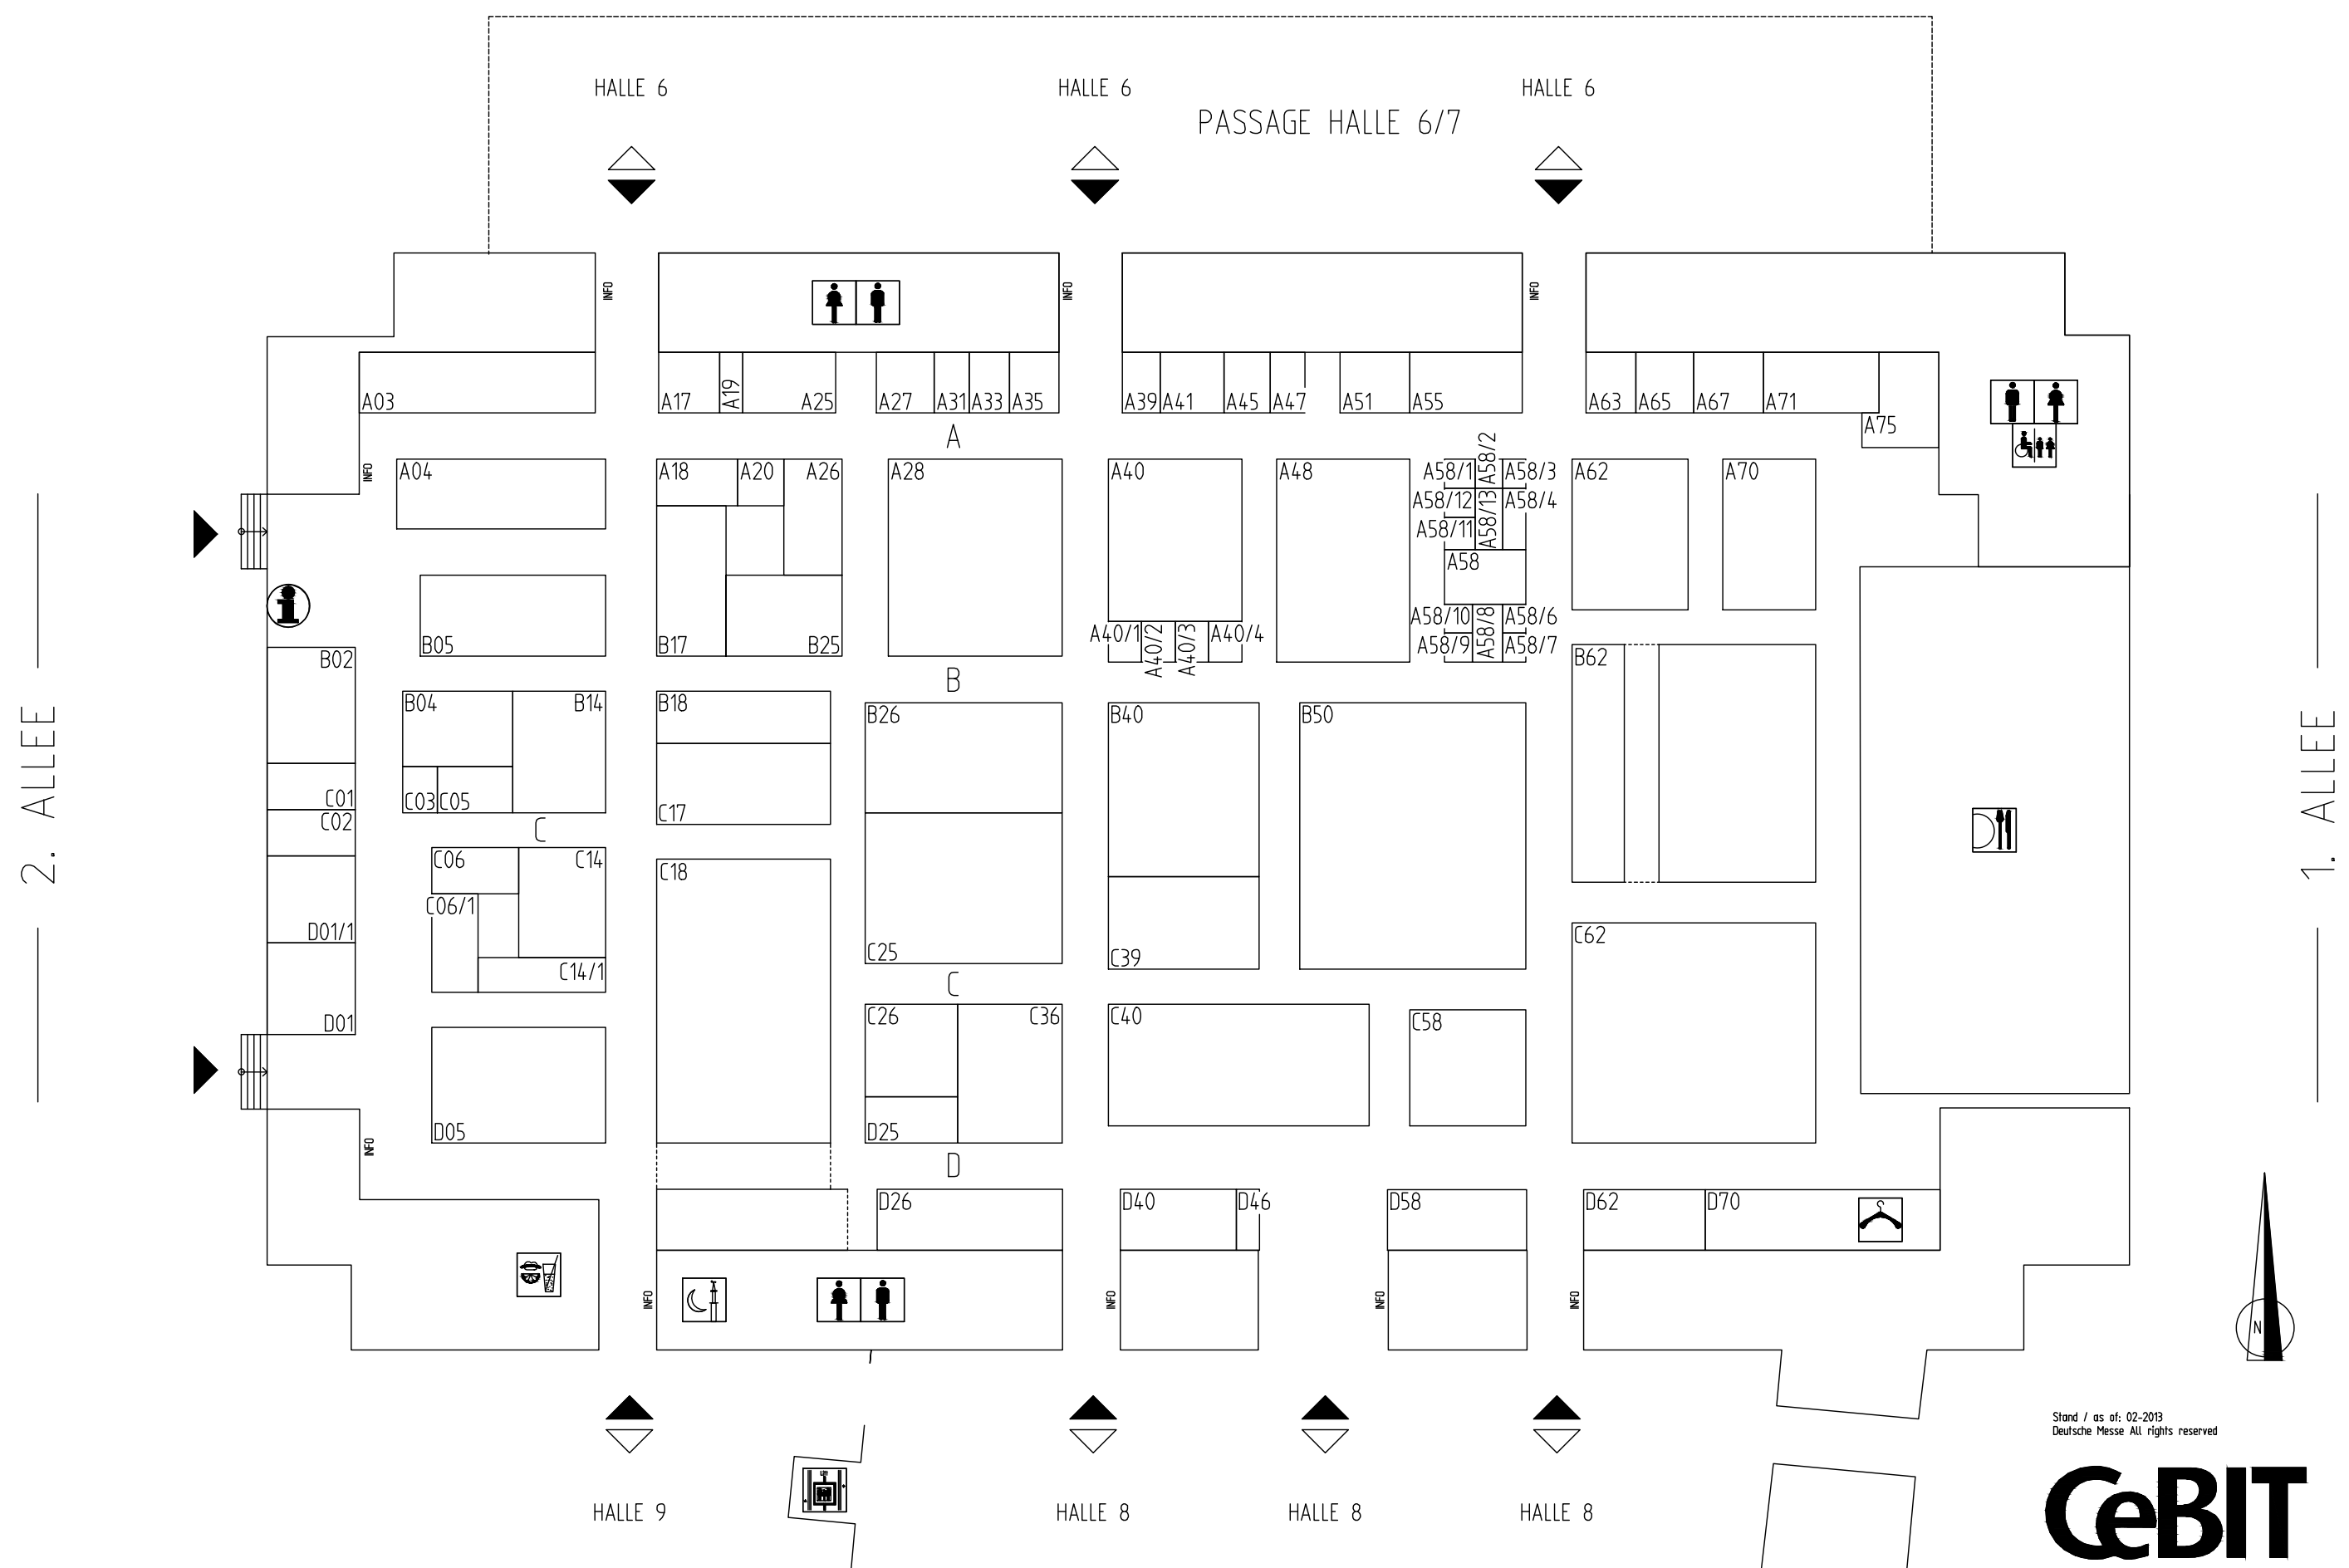 HALLE 6 HALLE 6 HALLE 6
PASSAGE HALLE 6/7
INFO INFO INFO
A03 A17 A19 A25 A27 A31 A33 A35 A39 A41 A45 A47 A51 A55 A63 A65 A67 A71
A75
A
INFO
A04 A18 A20 A26 A28 A40 A48 A58/1 A58/2 A58/3 A62 A70
A58/12 A58/13 A58/4
A58/11
A58
A58/10 A58/8 A58/6
A40/1 A40/2 A40/3 A40/4
B05 B17 B25 A58/9 A58/7
B02 B62
B
B04 B14 B18 B26 B40 B50
2. ALLEE
1. ALLEE
C01 C03 C05 C17
C02
C
C06 C14 C18
C06/1
D01/1 C62
C25 C39
C14/1
C
D01 C26 C36 C40 C58
D05 D25
INFO
D
D26 D40 D46 D58 D62 D70
INFO INFO INFO INFO
N
HALLE 9 HALLE 8 HALLE 8 HALLE 8
Stand / as of: 02-2013
Deutsche Messe All rights reserved
CeBIT